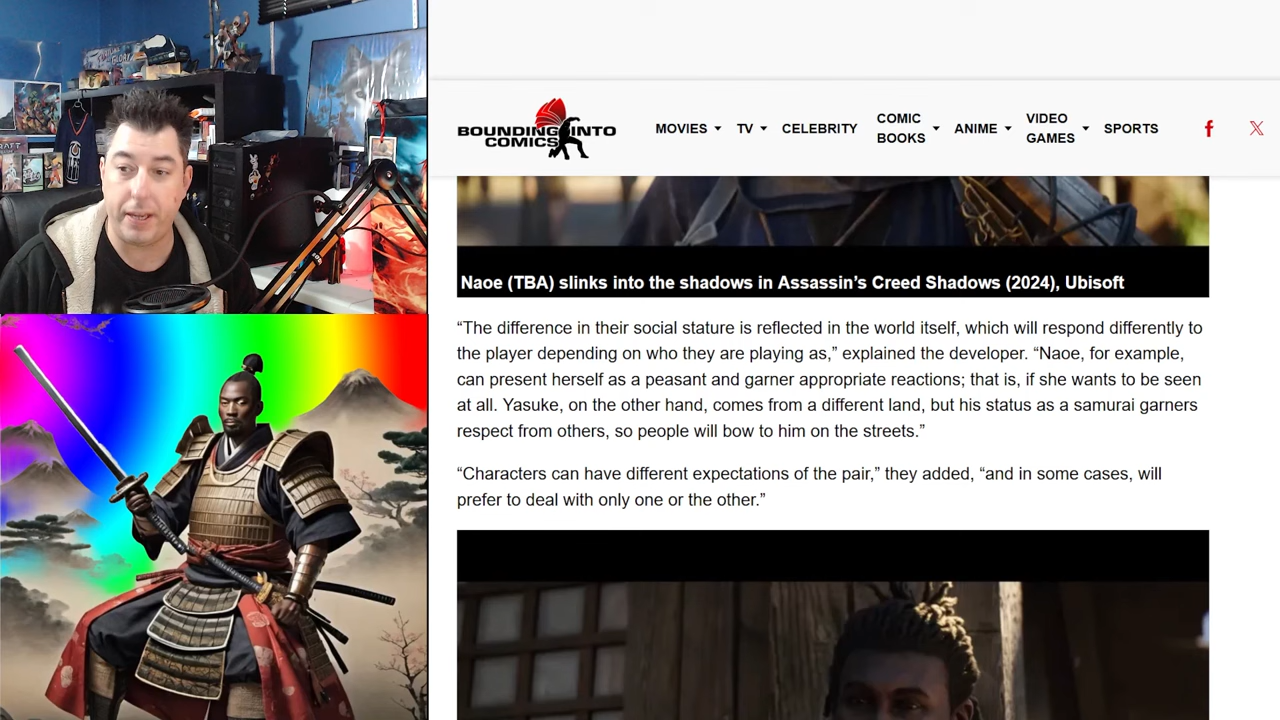 BOUNDING INTO
COMICS
MOVIES
TV
CELEBRITY
COMIC
BOOKS
ANIME
VIDEO
GAMES
SPORTS
Naoe (TBA) slinks into the shadows in Assassin’s Creed Shadows (2024), Ubisoft
“The difference in their social stature is reflected in the world itself, which will respond differently to
the player depending on who they are playing as,” explained the developer. “Naoe, for example,
can present herself as a peasant and garner appropriate reactions; that is, if she wants to be seen
at all. Yasuke, on the other hand, comes from a different land, but his status as a samurai garners
respect from others, so people will bow to him on the streets.”
“Characters can have different expectations of the pair,” they added, “and in some cases, will
prefer to deal with only one or the other.”